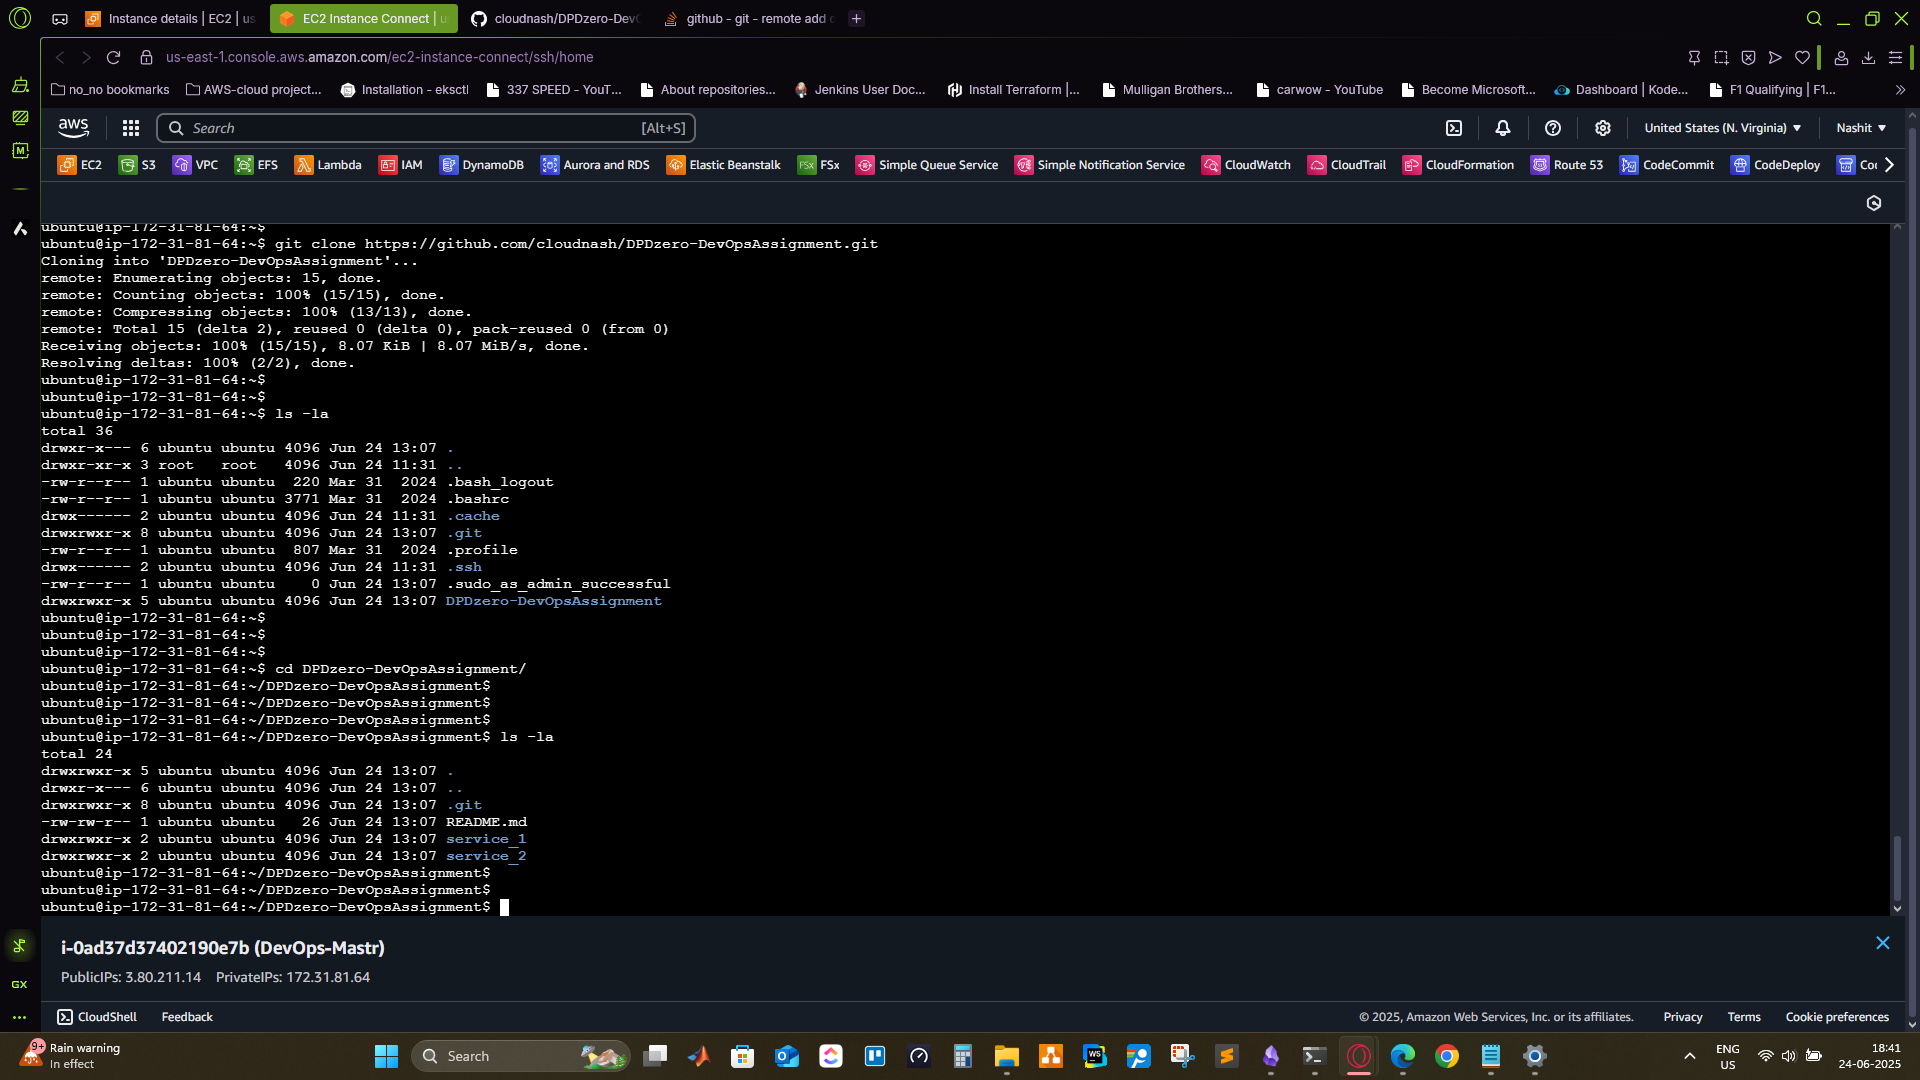 Instance details | EC2 | us
EC2 Instance Connect | u
cloudnash/DPDzero-DevO
github - git - remote add o
us-east-1.console.aws.amazon.com/ec2-instance-connect/ssh/home
no_no bookmarks
AWS-cloud project...
Installation - eksctl
337 SPEED - YouT...
About repositories...
Jenkins User Doc...
Install Terraform |...
Mulligan Brothers...
carwow - YouTube
Become Microsoft...
Dashboard | Kode...
F1 Qualifying | F1...
aws
Search
[Alt+S]
United States (N. Virginia)
Nashit
EC2
S3
VPC
EFS
Lambda
IAM
DynamoDB
Aurora and RDS
Elastic Beanstalk
FSx
Simple Queue Service
Simple Notification Service
CloudWatch
CloudTrail
CloudFormation
Route 53
CodeCommit
CodeDeploy
Co
ubuntu@ip-172-31-81-64:~$
ubuntu@ip-172-31-81-64:~$ git clone https://github.com/cloudnash/DPDzero-DevOpsAssignment.git
Cloning into 'DPDzero-DevOpsAssignment'...
remote: Enumerating objects: 15, done.
remote: Counting objects: 100% (15/15), done.
remote: Compressing objects: 100% (13/13), done.
remote: Total 15 (delta 2), reused 0 (delta 0), pack-reused 0 (from 0)
Receiving objects: 100% (15/15), 8.07 KiB | 8.07 MiB/s, done.
Resolving deltas: 100% (2/2), done.
ubuntu@ip-172-31-81-64:~$
ubuntu@ip-172-31-81-64:~$
ubuntu@ip-172-31-81-64:~$ ls -la
total 36
drwxr-x--- 6 ubuntu ubuntu 4096 Jun 24 13:07 .
drwxr-xr-x 3 root   root   4096 Jun 24 11:31 ..
-rw-r--r-- 1 ubuntu ubuntu  220 Mar 31  2024 .bash_logout
-rw-r--r-- 1 ubuntu ubuntu 3771 Mar 31  2024 .bashrc
drwx------ 2 ubuntu ubuntu 4096 Jun 24 11:31 .cache
drwxrwxr-x 8 ubuntu ubuntu 4096 Jun 24 13:07 .git
-rw-r--r-- 1 ubuntu ubuntu  807 Mar 31  2024 .profile
drwx------ 2 ubuntu ubuntu 4096 Jun 24 11:31 .ssh
-rw-r--r-- 1 ubuntu ubuntu    0 Jun 24 13:07 .sudo_as_admin_successful
drwxrwxr-x 5 ubuntu ubuntu 4096 Jun 24 13:07 DPDzero-DevOpsAssignment
ubuntu@ip-172-31-81-64:~$
ubuntu@ip-172-31-81-64:~$
ubuntu@ip-172-31-81-64:~$
ubuntu@ip-172-31-81-64:~$ cd DPDzero-DevOpsAssignment/
ubuntu@ip-172-31-81-64:~/DPDzero-DevOpsAssignment$
ubuntu@ip-172-31-81-64:~/DPDzero-DevOpsAssignment$
ubuntu@ip-172-31-81-64:~/DPDzero-DevOpsAssignment$
ubuntu@ip-172-31-81-64:~/DPDzero-DevOpsAssignment$ ls -la
total 24
drwxrwxr-x 5 ubuntu ubuntu 4096 Jun 24 13:07 .
drwxr-x--- 6 ubuntu ubuntu 4096 Jun 24 13:07 ..
drwxrwxr-x 8 ubuntu ubuntu 4096 Jun 24 13:07 .git
-rw-rw-r-- 1 ubuntu ubuntu   26 Jun 24 13:07 README.md
drwxrwxr-x 2 ubuntu ubuntu 4096 Jun 24 13:07 service_1
drwxrwxr-x 2 ubuntu ubuntu 4096 Jun 24 13:07 service_2
ubuntu@ip-172-31-81-64:~/DPDzero-DevOpsAssignment$
ubuntu@ip-172-31-81-64:~/DPDzero-DevOpsAssignment$
ubuntu@ip-172-31-81-64:~/DPDzero-DevOpsAssignment$
i-0ad37d37402190e7b (DevOps-Mastr)
PublicIPs: 3.80.211.14 PrivateIPs: 172.31.81.64
GX
CloudShell
Feedback
© 2025, Amazon Web Services, Inc. or its affiliates.
Privacy
Terms
Cookie preferences
9+
Rain warning
In effect
Search
WS
ENG
US
18:41
24-06-2025